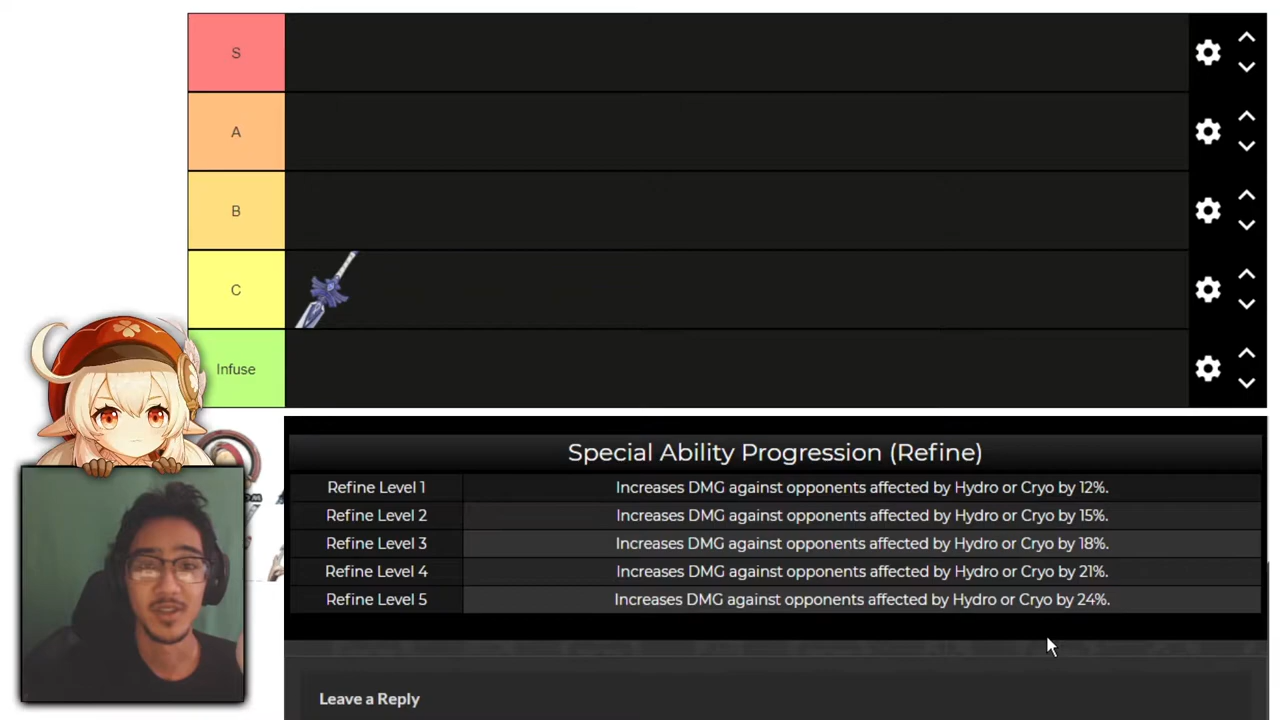 S
A
B
C
Infuse
Special Ability Progression (Refine)
Refine Level 1 Increases DMG against opponents affected by Hydro or Cryo by 12%.
Refine Level 2 Increases DMG against opponents affected by Hydro or Cryo by 15%.
Refine Level 3 Increases DMG against opponents affected by Hydro or Cryo by 18%.
Refine Level 4 Increases DMG against opponents affected by Hydro or Cryo by 21%.
Refine Level 5 Increases DMG against opponents affected by Hydro or Cryo by 24%.
Leave a Reply